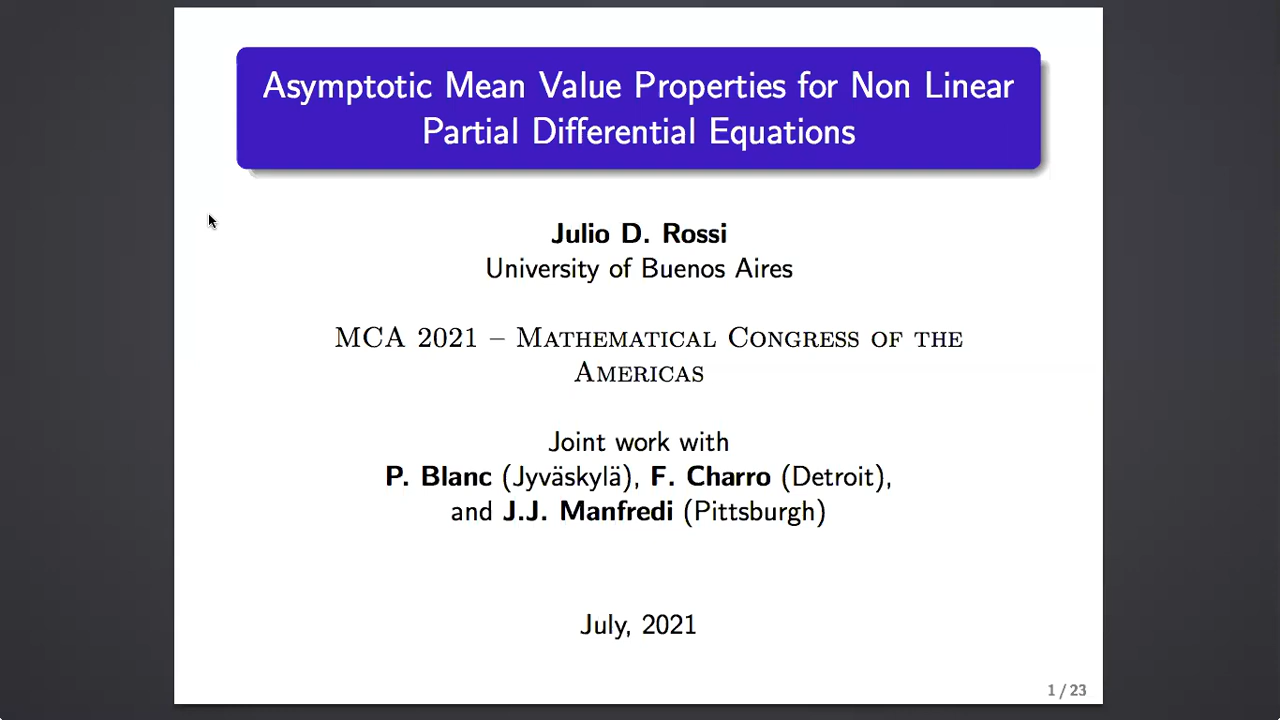 Asymptotic Mean Value Properties for Non Linear
Partial Differential Equations
Julio D. Rossi
University of Buenos Aires
MCA 2021 – Mathematical Congress of the
Americas
Joint work with
P. Blanc (Jyväskylä), F. Charro (Detroit),
and J.J. Manfredi (Pittsburgh)
July, 2021
1 / 23